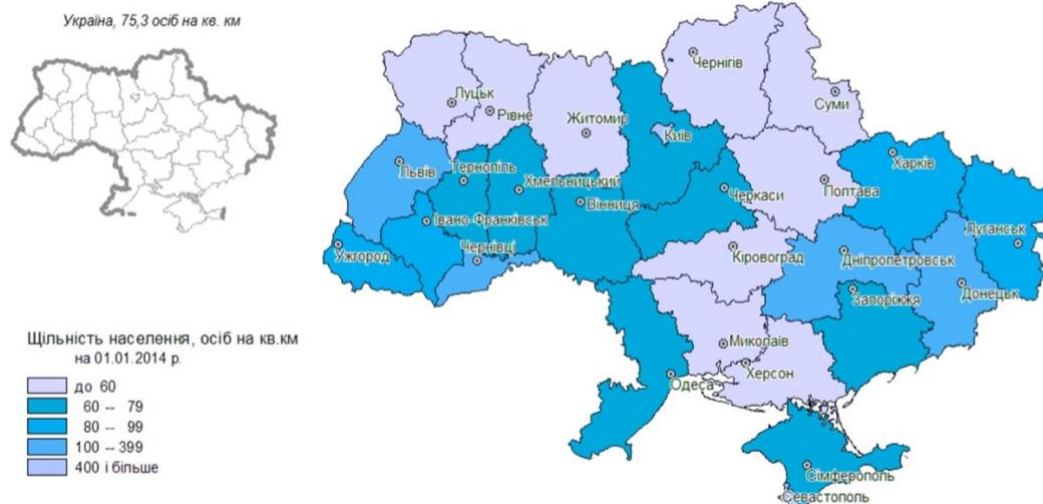 Україна, 75,3 осіб на кв. км
Чернігів
Суми
Луцьк
Рівне
Житомир
Київ
Львів
Тернопіль
Хмельницький
Вінниця
Черкаси
Полтава
Харків
Івано-Франківськ
Ужгород
Чернівці
Кіровоград
Дніпропетровськ
Луганськ
Запоріжжя
Донецьк
Миколаїв
Херсон
Одеса
Сімферополь
Севастополь
Щільність населення, осіб на кв.км
на 01.01.2014 р.
до 60
60 -- 79
80 -- 99
100 -- 399
400 і більше